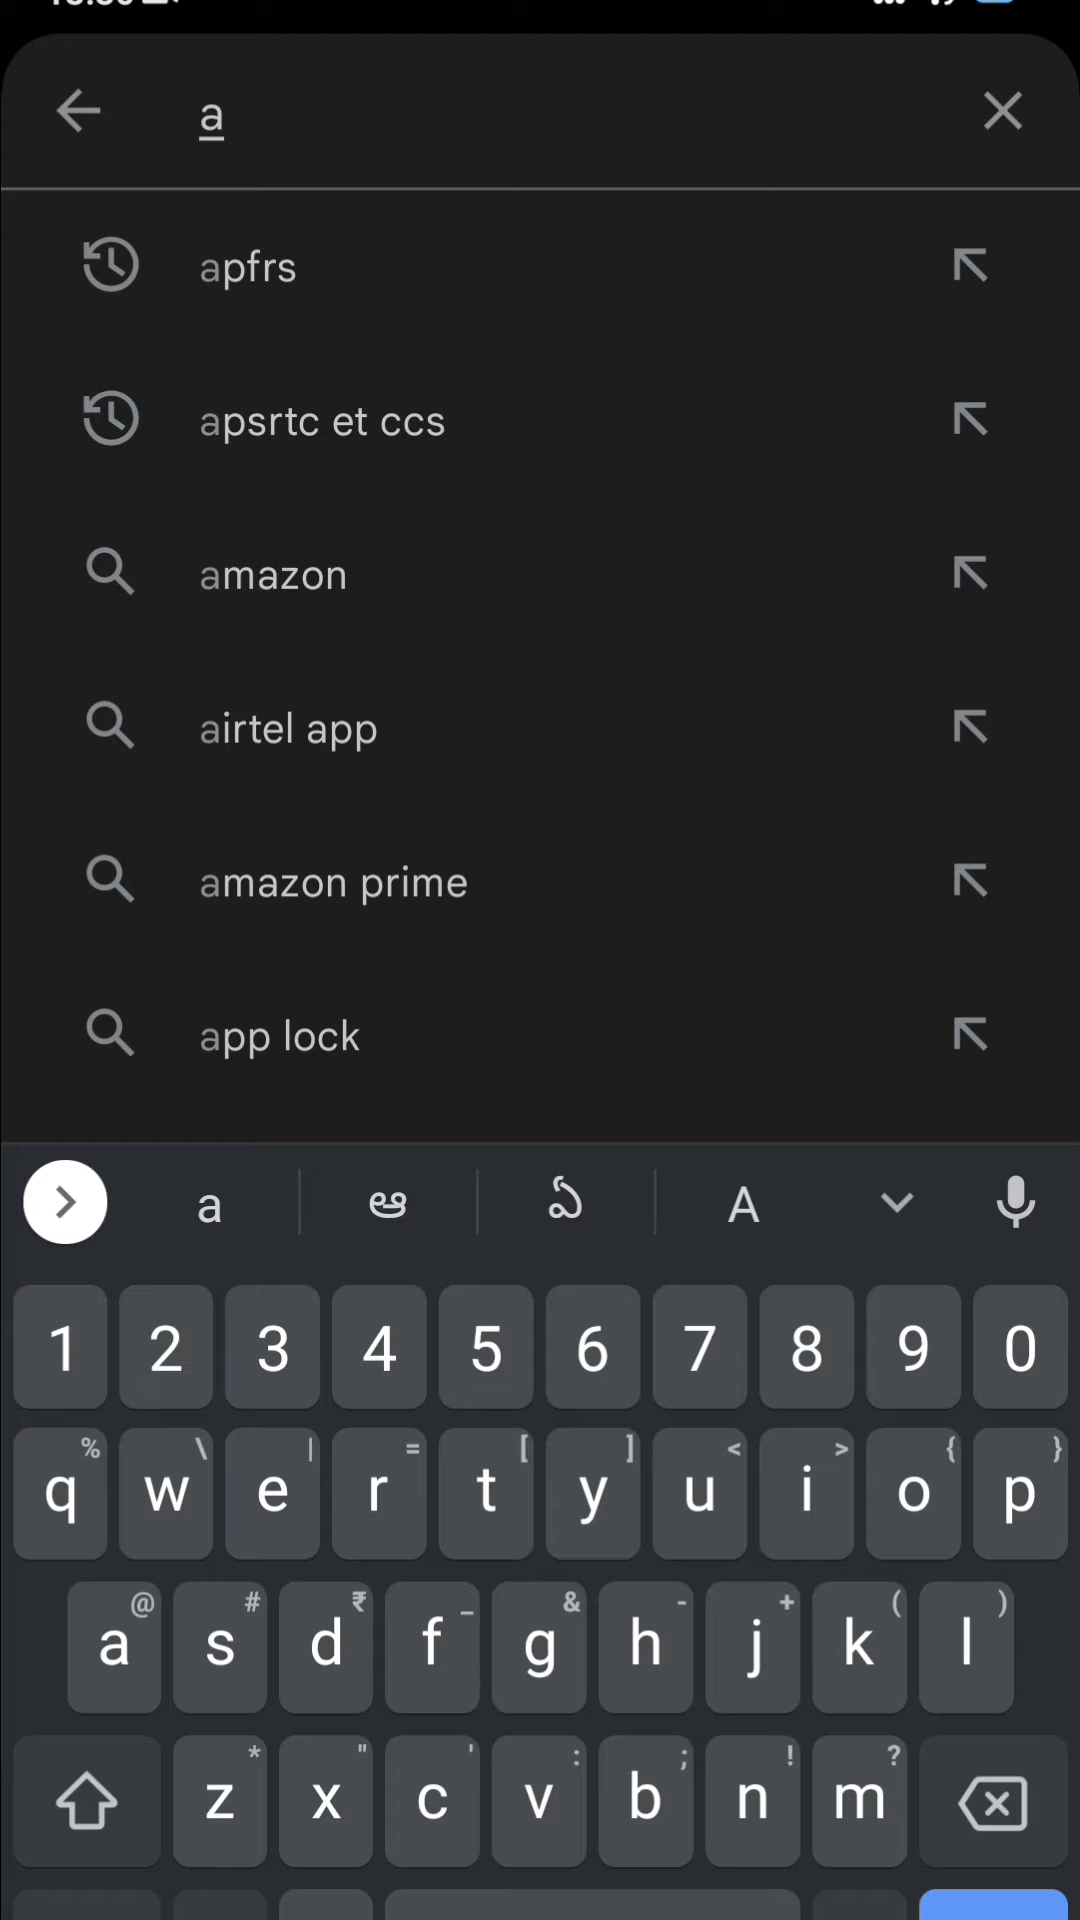 a
apfrs
apsrtc et ccs
amazon
airtel app
amazon prime
app lock
a ఆ ఏ A
1 2 3 4 5 6 7 8 9 0
% \ | = [ ] < > { }
q w e r t y u i o p
@ # ₹ _ & - + ( )
a s d f g h j k l
* " ' : ; ! ?
z x c v b n m